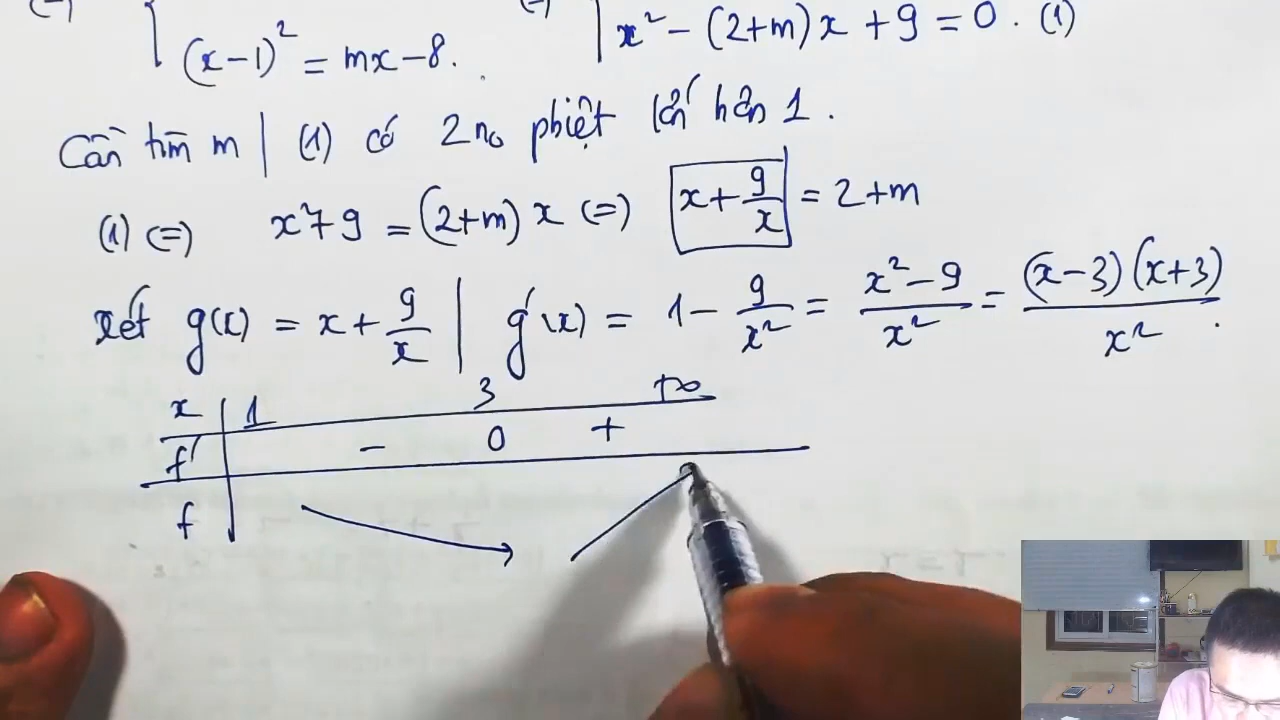 (x-1)² = mx-8.
x² - (2+m)x + 9 = 0. (1)
Cần tìm m | (1) có 2 no phbiệt lớn hơn 1.
(1) (=) x²+9 = (2+m) x (=) x + 9/x = 2+m
xét g(x) = x + 9/x | g'(x) = 1 - 9/x² = x²-9/x² = (x-3)(x+3)/x².
x 1 3 +∞
f' - 0 +
f